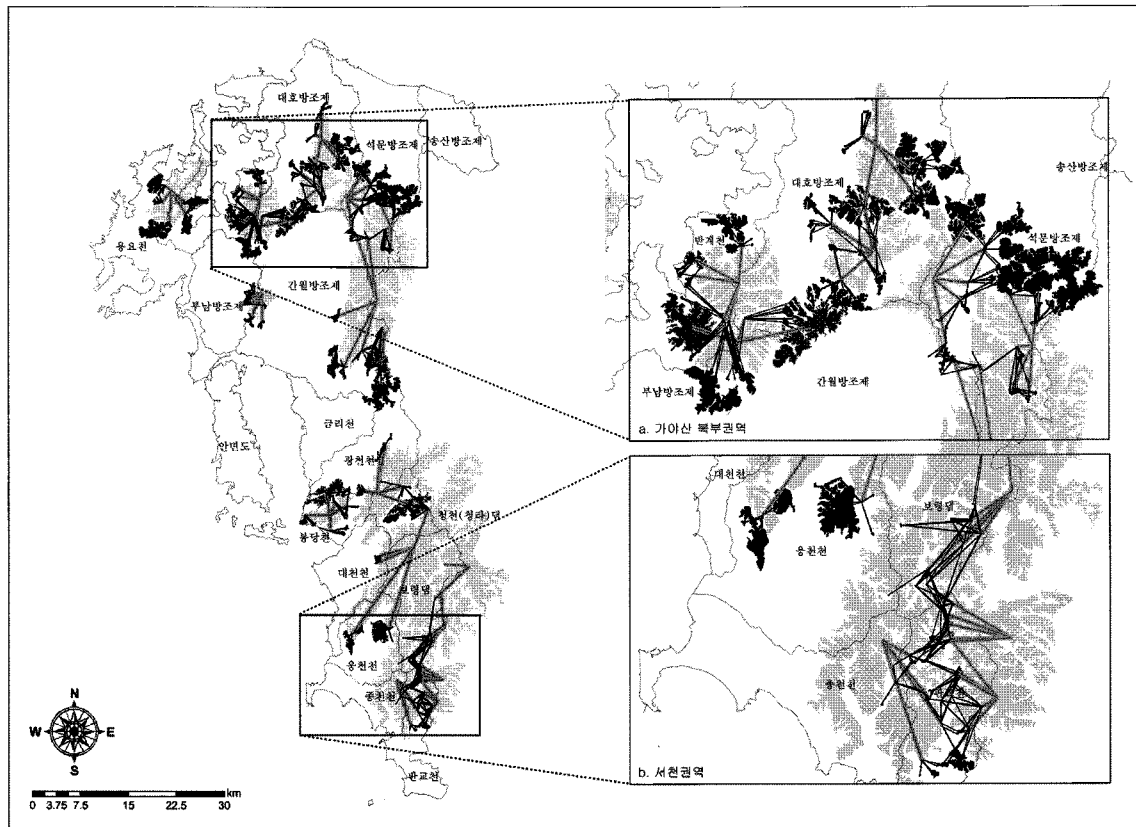 대호방조제
석문방조제
송산방조제
용요천
부남방조제
간월방조제
금리천
안면도
광천천
봉당천
청천(청라)댐
대천천
보령댐
웅천천
종천천
판교천
N
W E
S
km
0 3.75 7.5 15 22.5 30
대호방조제
송산방조제
반계천
석문방조제
부남방조제
간월방조제
a. 가야산 북부권역
대천천
보령댐
웅천천
종천천
b. 서천권역